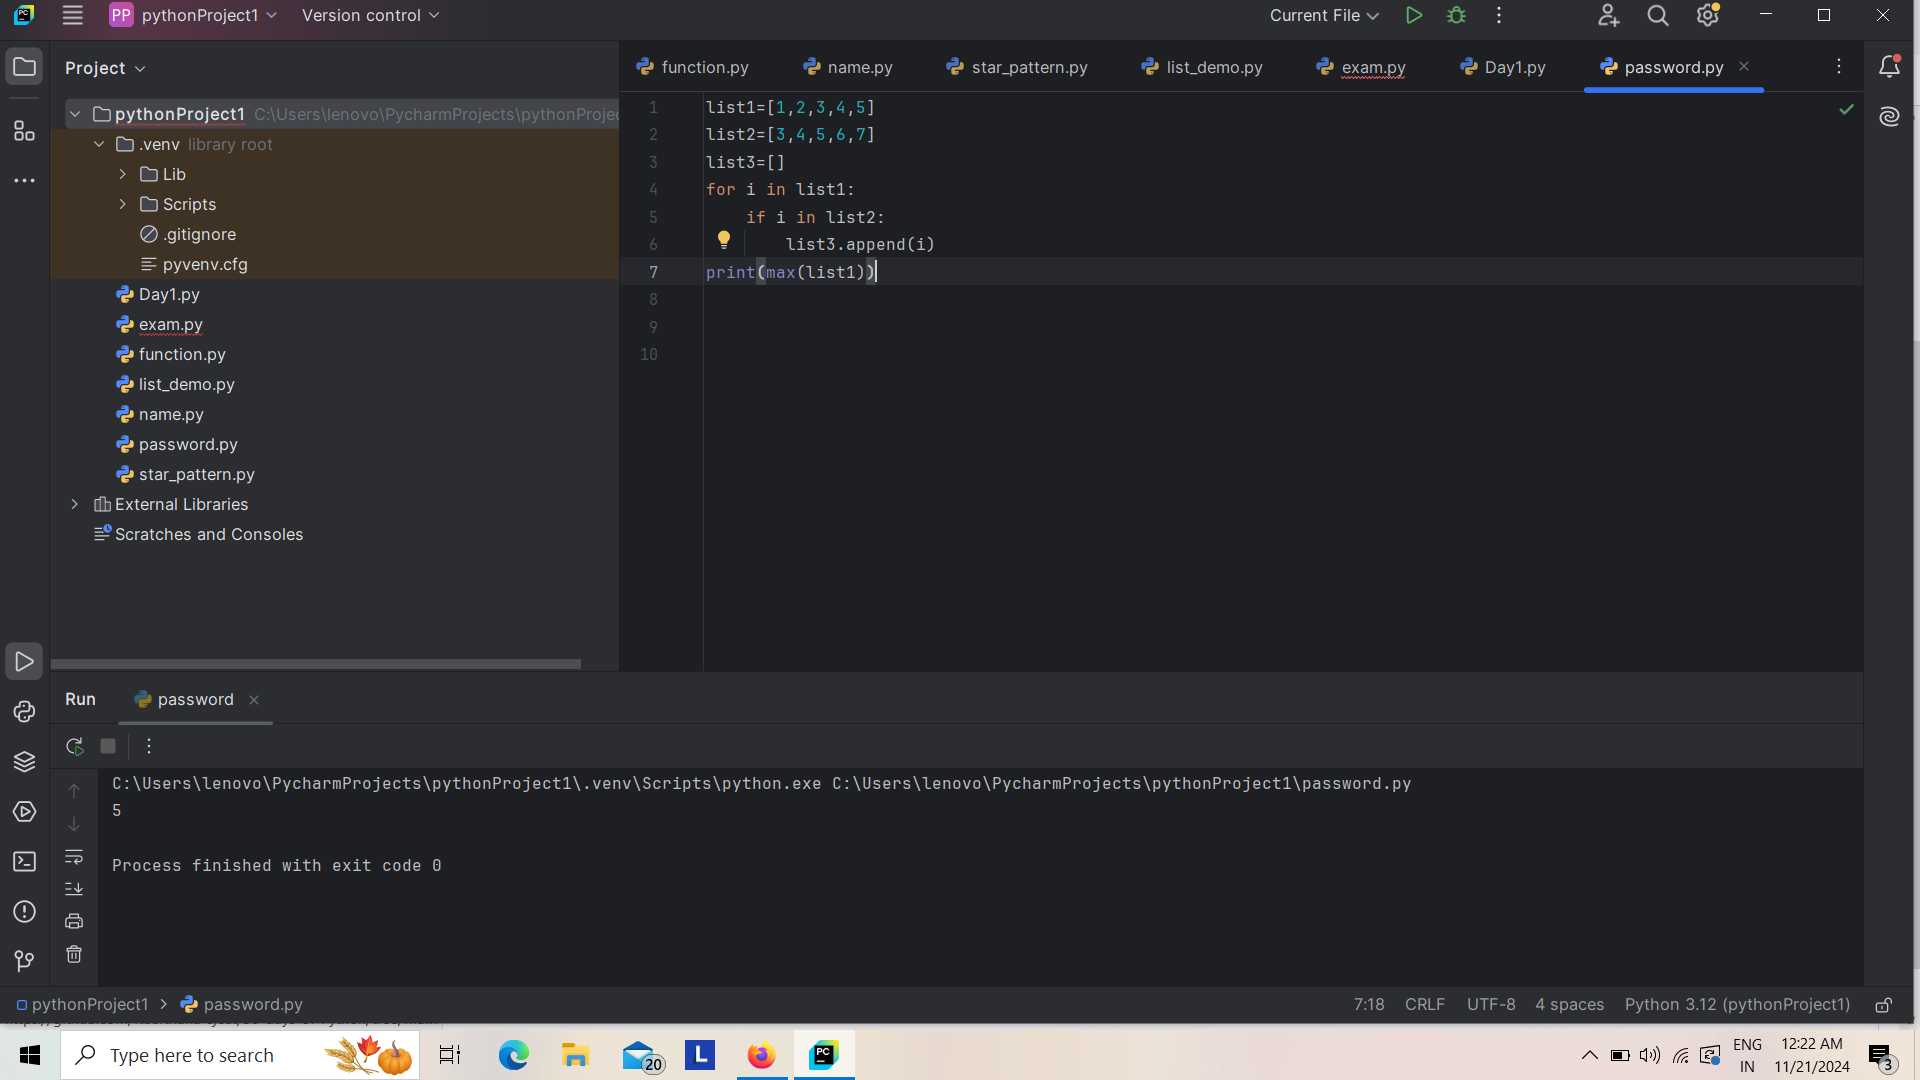 PP pythonProject1 Version control Current File
Project
function.py name.py star_pattern.py list_demo.py exam.py Day1.py password.py
pythonProject1 C:\Users\lenovo\PycharmProjects\pythonProjec
.venv library root
Lib
Scripts
.gitignore
pyvenv.cfg
Day1.py
exam.py
function.py
list_demo.py
name.py
password.py
star_pattern.py
External Libraries
Scratches and Consoles
1 list1=[1,2,3,4,5]
2 list2=[3,4,5,6,7]
3 list3=[]
4 for i in list1:
5 if i in list2:
6 list3.append(i)
7 print(max(list1))
8
9
10
Run password
C:\Users\lenovo\PycharmProjects\pythonProject1\.venv\Scripts\python.exe C:\Users\lenovo\PycharmProjects\pythonProject1\password.py
5
Process finished with exit code 0
pythonProject1 > password.py 7:18 CRLF UTF-8 4 spaces Python 3.12 (pythonProject1)
Type here to search 20 L PC ENG 12:22 AM
IN 11/21/2024 3